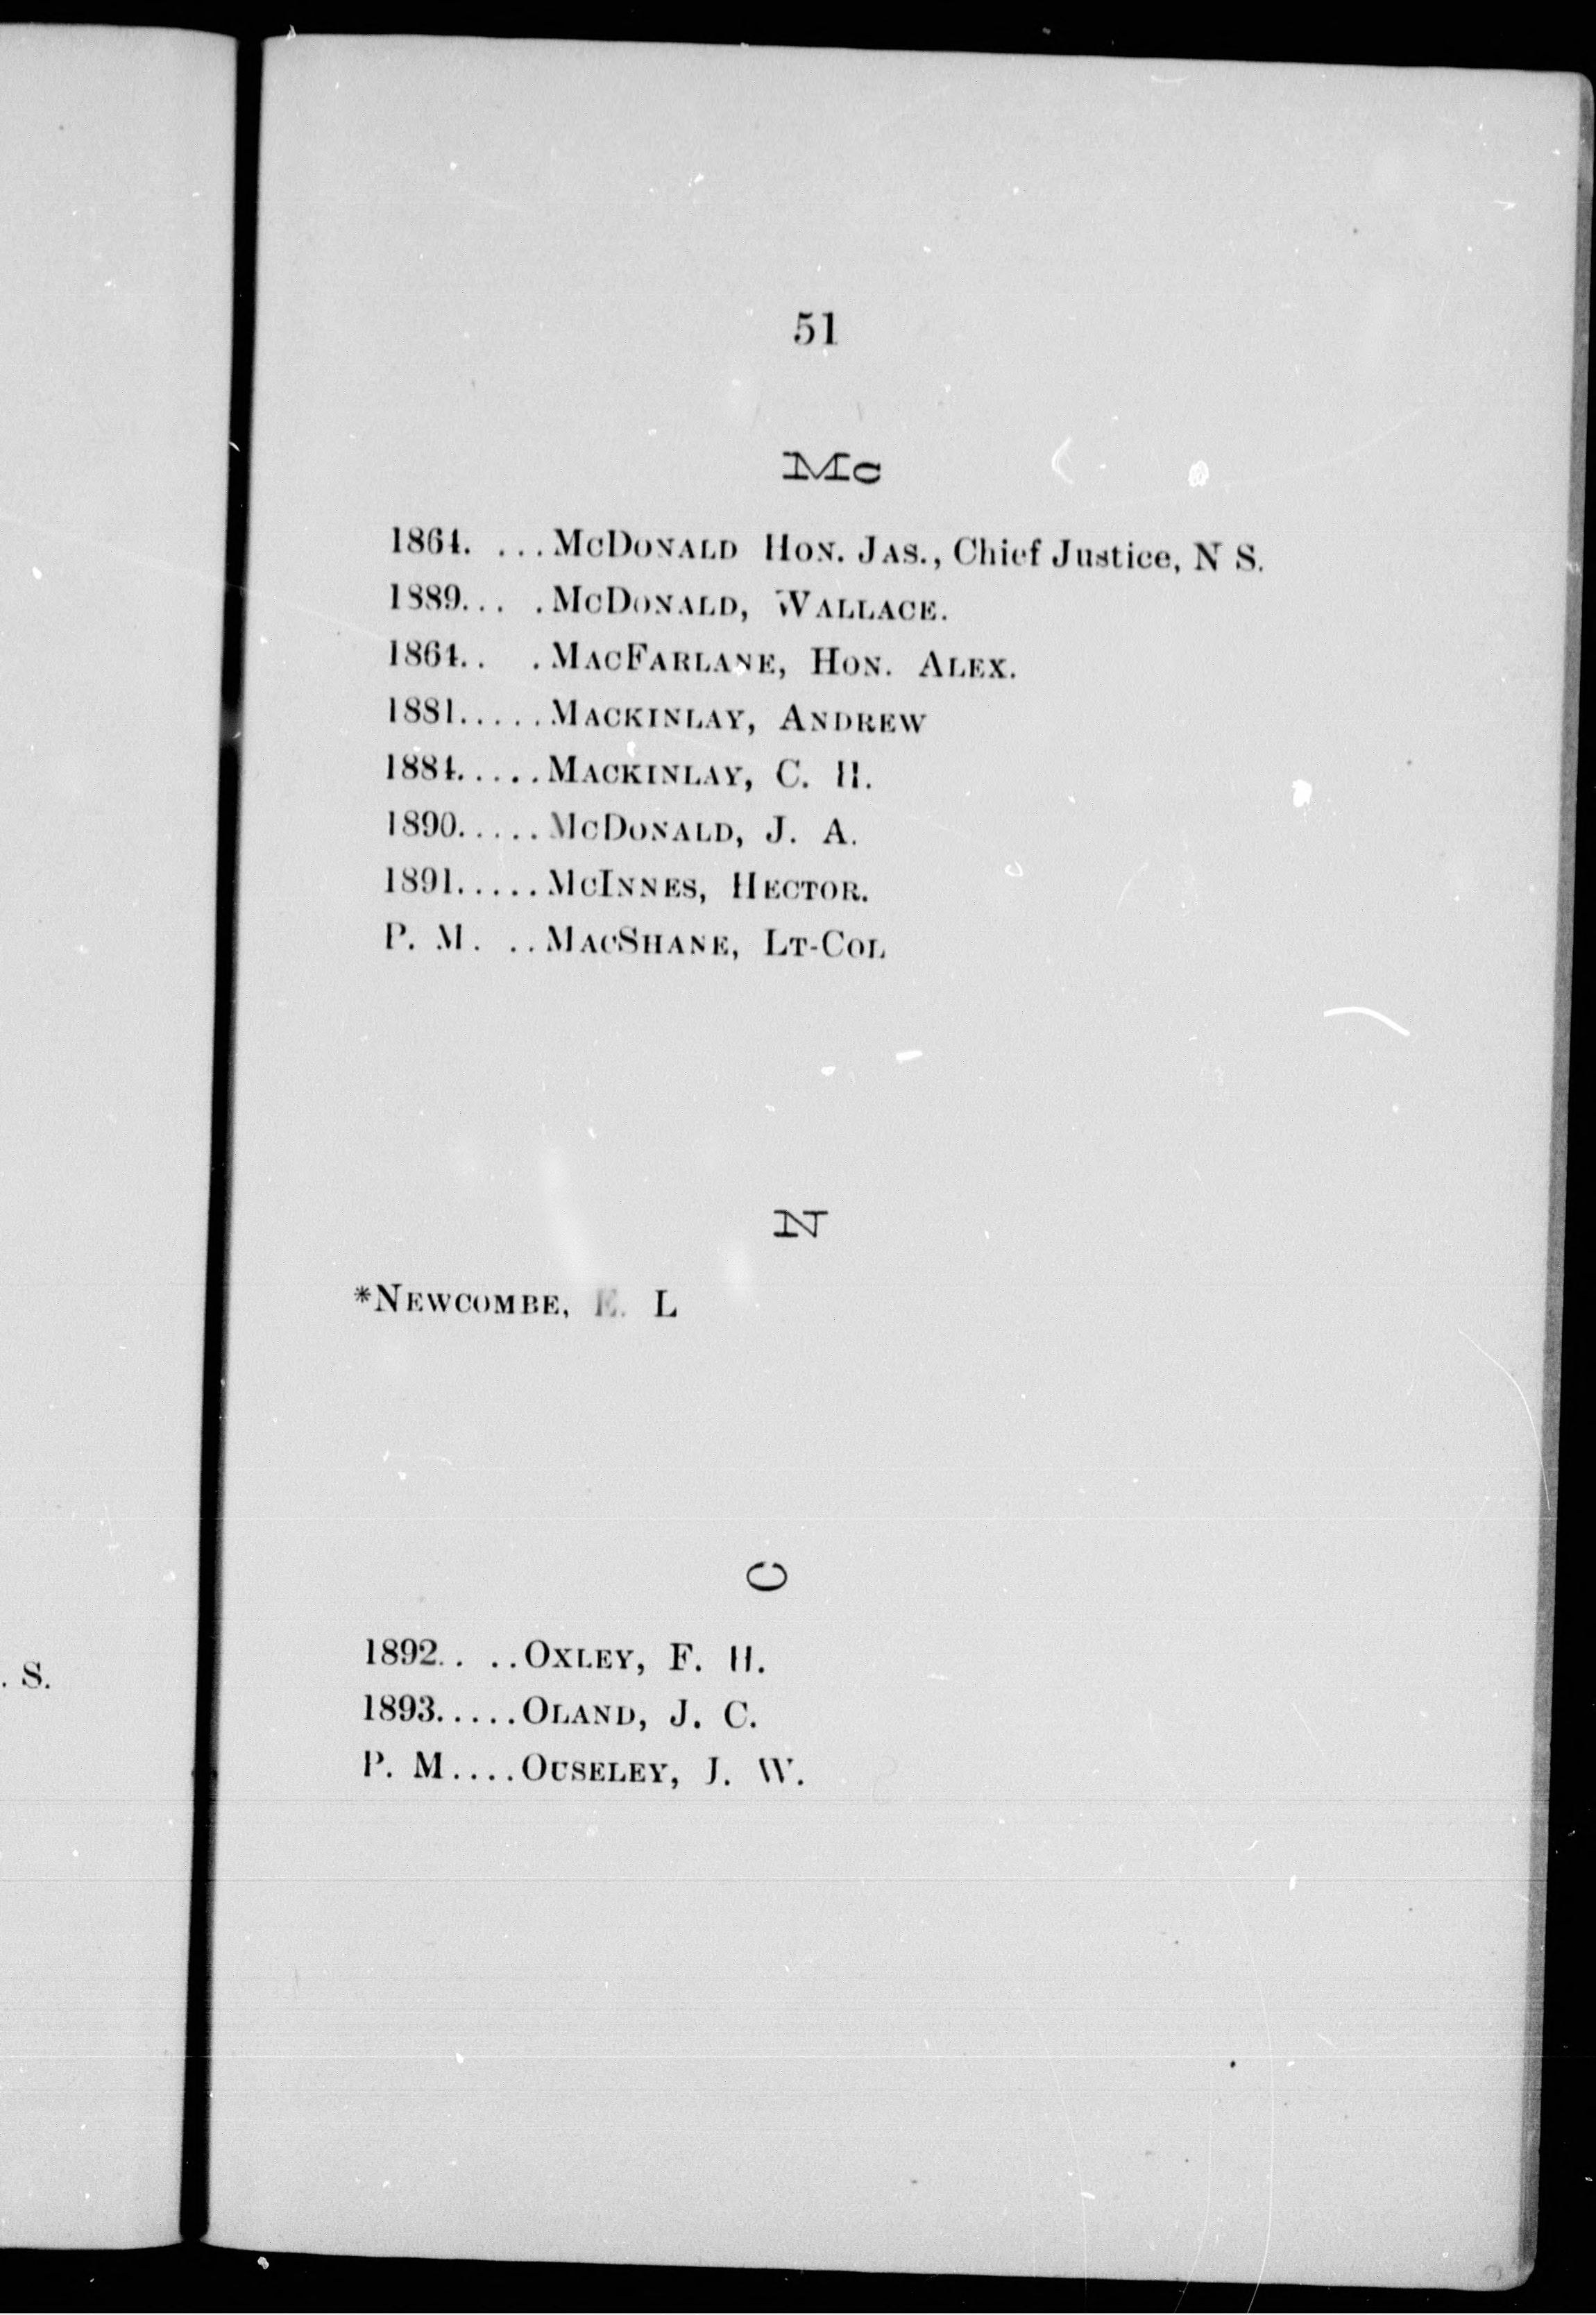 51
Mc
1864. ...McDonald Hon. Jas., Chief Justice, N S.
1889... .McDonald, Wallace.
1864.. .MacFarlane, Hon. Alex.
1881.....Mackinlay, Andrew
1884.....Mackinlay, C. H.
1890.....McDonald, J. A.
1891.....McInnes, Hector.
P. M. ..MacShane, Lt-Col
N
*Newcombe, E. L
O
1892.. ..Oxley, F. H.
1893.....Oland, J. C.
P. M....Ouseley, J. W.
. S.